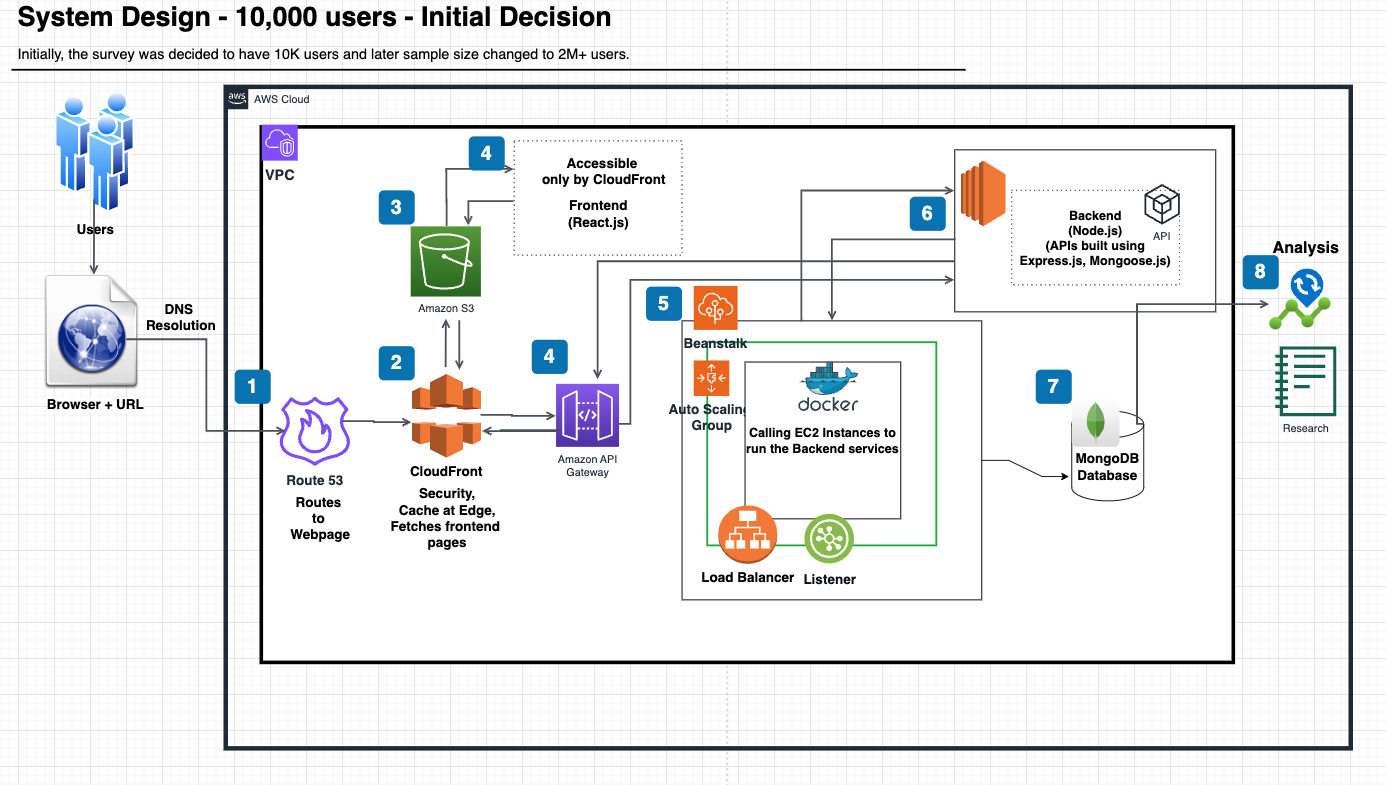 System Design - 10,000 users - Initial Decision
Initially, the survey was decided to have 10K users and later sample size changed to 2M+ users.
aws
AWS Cloud
VPC
Users
DNS
Resolution
Browser + URL
1
Route 53
Routes
to
Webpage
2
CloudFront
Security,
Cache at Edge,
Fetches frontend
pages
3
Amazon S3
4
Accessible
only by CloudFront
Frontend
(React.js)
4
Amazon API
Gateway
5
Beanstalk
Auto Scaling
Group
docker
Calling EC2 Instances to
run the Backend services
Load Balancer
Listener
6
Backend
(Node.js)
(APIs built using
Express.js, Mongoose.js)
API
7
MongoDB
Database
8
Analysis
Research